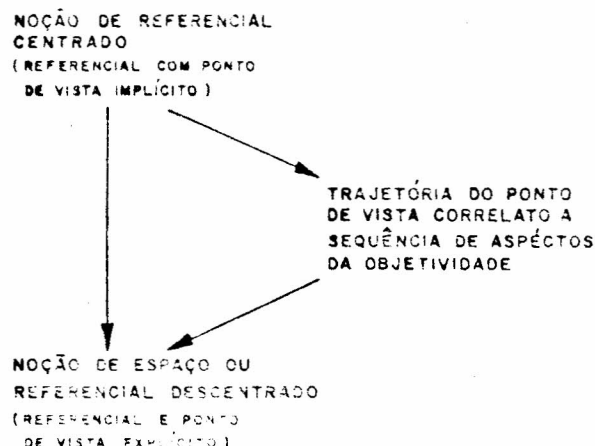 NOÇÃO DE REFERENCIAL
CENTRADO
(REFERENCIAL COM PONTO
DE VISTA IMPLÍCITO)
TRAJETÓRIA DO PONTO
DE VISTA CORRELATO A
SEQUÊNCIA DE ASPÉCTOS
DA OBJETIVIDADE
NOÇÃO DE ESPAÇO OU
REFERENCIAL DESCENTRADO
(REFERENCIAL E PONTO
DE VISTA EXPLÍCITO)